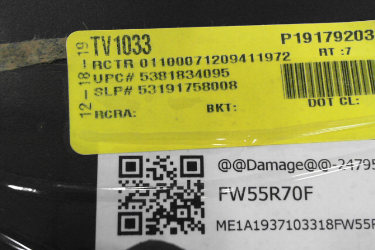 12-18-19
TV1033 P19179203
RCTR 01100071209411972 RT :7
UPC# 5381834095
SLP# 53191758008
RCRA: BKT: DOT CL:
@@Damage@@-24795
FW55R70F
ME1A1937103318FW55R